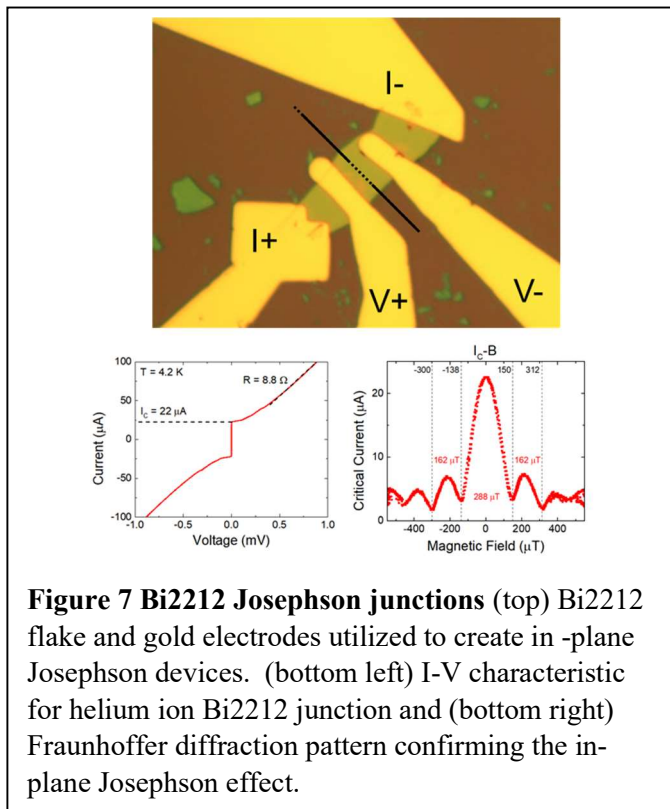 I-
I+
V+
V-
100
50
0
-50
-100
Current(μA)
T = 4.2 K
R = 8.8 Ω
I_C = 22 μA
0.0
0.5
1.0
Voltage (mV)
I_C-B
-300
-138
150
312
20
10
0
Critical Current (μA)
162 μT
288 μT
162 μT
-400
-200
0
200
400
Magnetic Field (μT)
Figure 7 Bi2212 Josephson junctions (top) Bi2212
flake and gold electrodes utilized to create in -plane
Josephson devices. (bottom left) I-V characteristic
for helium ion Bi2212 junction and (bottom right)
Fraunhoffer diffraction pattern confirming the in-
plane Josephson effect.